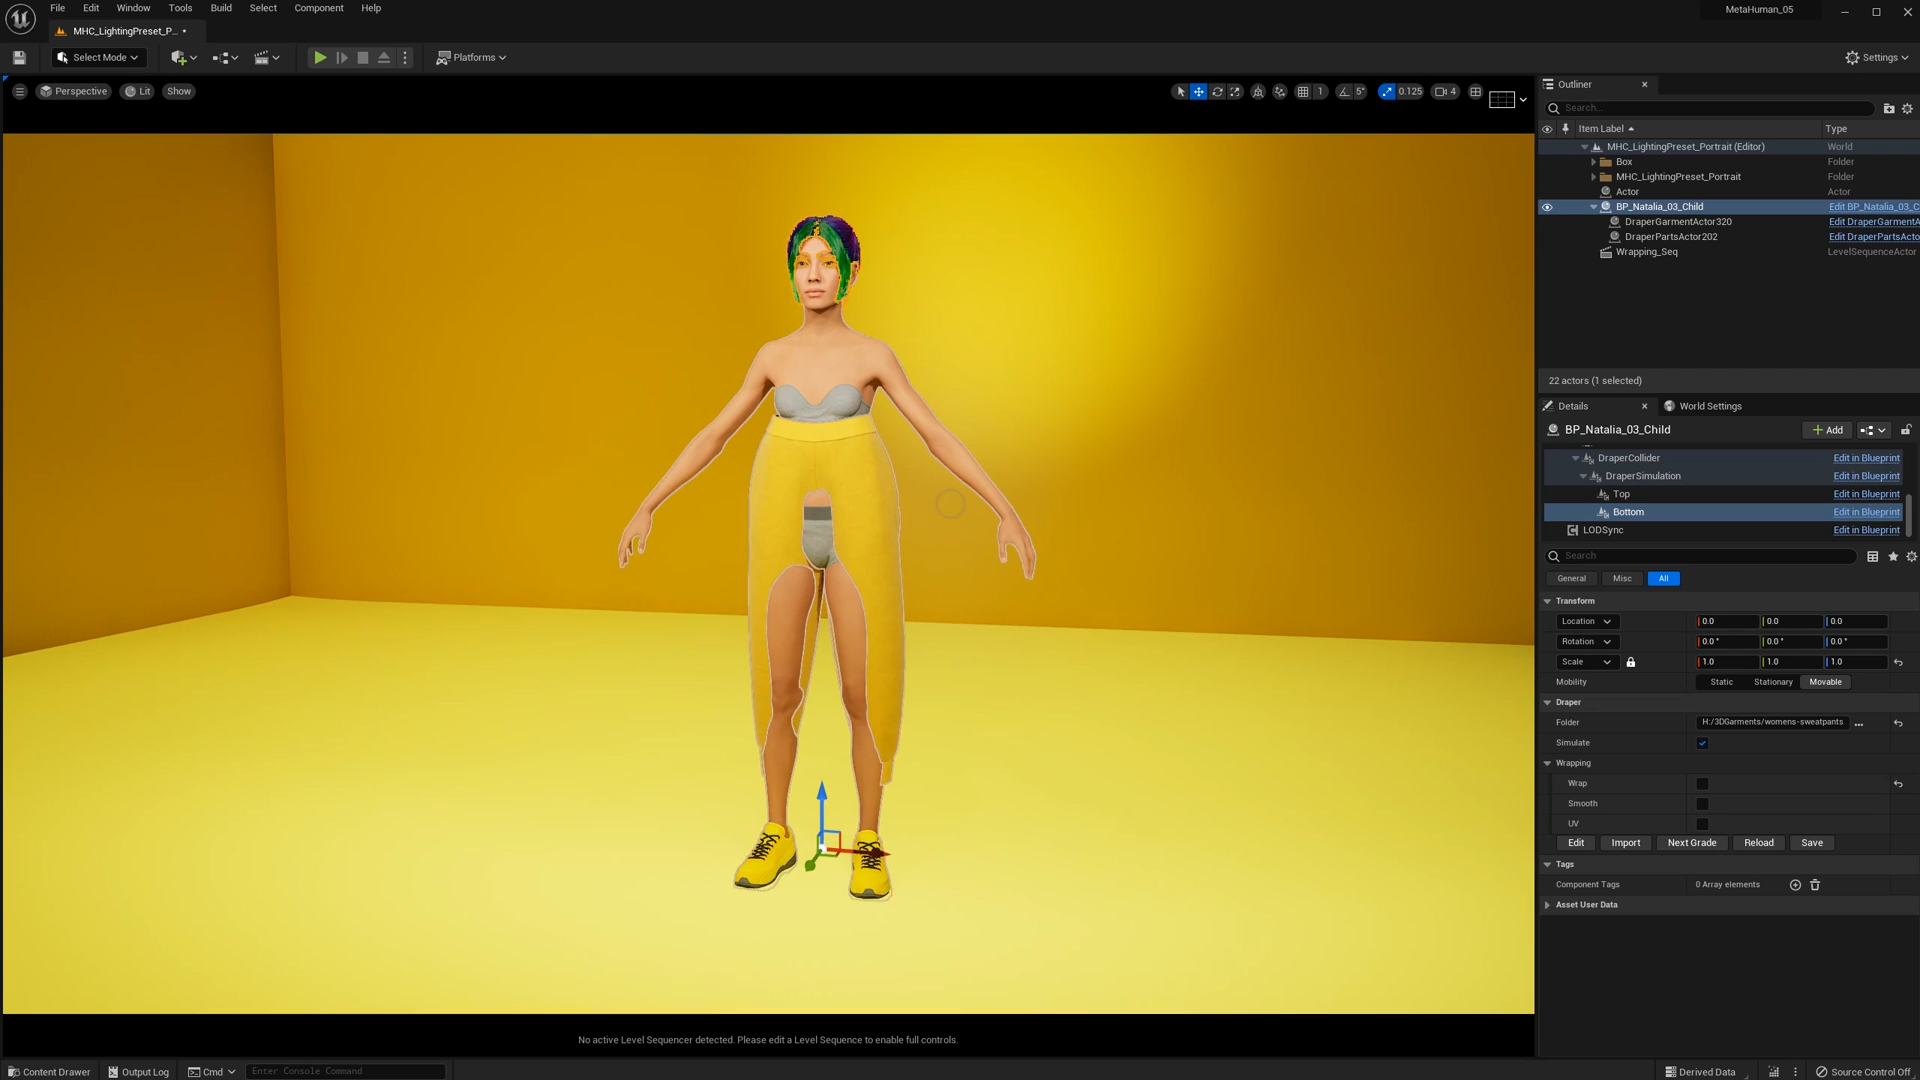 File Edit Window Tools Build Select Component Help
MetaHuman_05
MHC_LightingPreset_P...
Select Mode
Platforms
Settings
Perspective Lit Show
1 5° 0.125 4
Outliner
Search...
Item Label Type
MHC_LightingPreset_Portrait (Editor) World
Box Folder
MHC_LightingPreset_Portrait Folder
Actor Actor
BP_Natalia_03_Child Edit BP_Natalia_03_C
DraperGarmentActor320 Edit DraperGarmentA
DraperPartsActor202 Edit DraperPartsActo
Wrapping_Seq LevelSequenceActor
22 actors (1 selected)
Details World Settings
BP_Natalia_03_Child
Add
DraperCollider Edit in Blueprint
DraperSimulation Edit in Blueprint
Top Edit in Blueprint
Bottom Edit in Blueprint
LODSync Edit in Blueprint
Search
General Misc All
Transform
Location 0.0 0.0 0.0
Rotation 0.0 ° 0.0 ° 0.0 °
Scale 1.0 1.0 1.0
Mobility Static Stationary Movable
Draper
Folder H:/3DGarments/womens-sweatpants ...
Simulate
Wrapping
Wrap
Smooth
UV
Edit Import Next Grade Reload Save
Tags
Component Tags 0 Array elements
Asset User Data
No active Level Sequencer detected. Please edit a Level Sequence to enable full controls.
Content Drawer Output Log Cmd Enter Console Command Derived Data Source Control Off